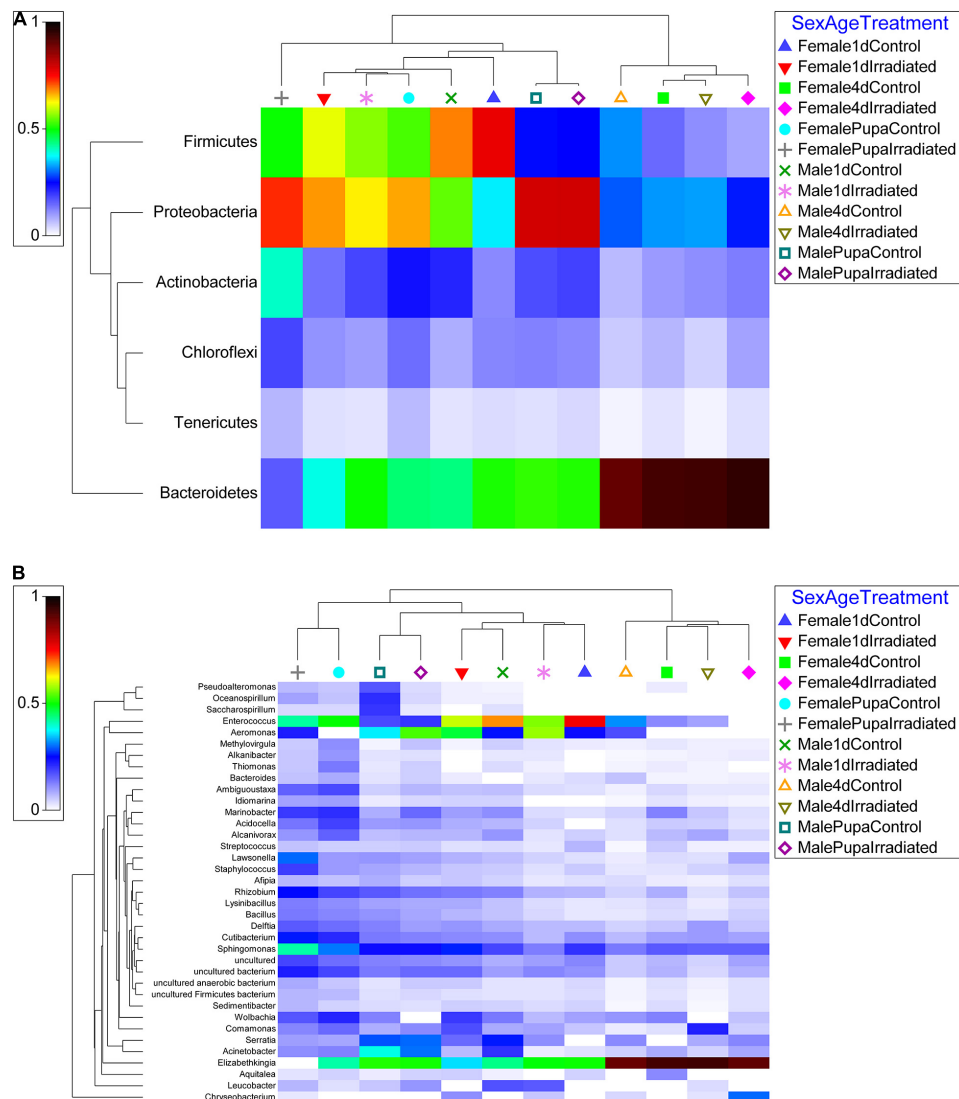 A
1
0.5
0
SexAgeTreatment
Female1dControl
Female1dIrradiated
Female4dControl
Female4dIrradiated
FemalePupaControl
FemalePupaIrradiated
Male1dControl
Male1dIrradiated
Male4dControl
Male4dIrradiated
MalePupaControl
MalePupaIrradiated
Firmicutes
Proteobacteria
Actinobacteria
Chloroflexi
Tenericutes
Bacteroidetes
B
1
0.5
0
SexAgeTreatment
Female1dControl
Female1dIrradiated
Female4dControl
Female4dIrradiated
FemalePupaControl
FemalePupaIrradiated
Male1dControl
Male1dIrradiated
Male4dControl
Male4dIrradiated
MalePupaControl
MalePupaIrradiated
Pseudoalteromonas
Oceanospirillum
Saccharospirillum
Enterococcus
Aeromonas
Methylovirgula
Alkanibacter
Thiomonas
Bacteroides
Ambiguoustaxa
Idiomarina
Marinobacter
Acidocella
Alcanivorax
Streptococcus
Lawsonella
Staphylococcus
Afipia
Rhizobium
Lysinibacillus
Bacillus
Delftia
Cutibacterium
Sphingomonas
uncultured
uncultured bacterium
uncultured anaerobic bacterium
uncultured Firmicutes bacterium
Sedimentibacter
Wolbachia
Comamonas
Serratia
Acinetobacter
Elizabethkingia
Aquitalea
Leucobacter
Chryseobacterium